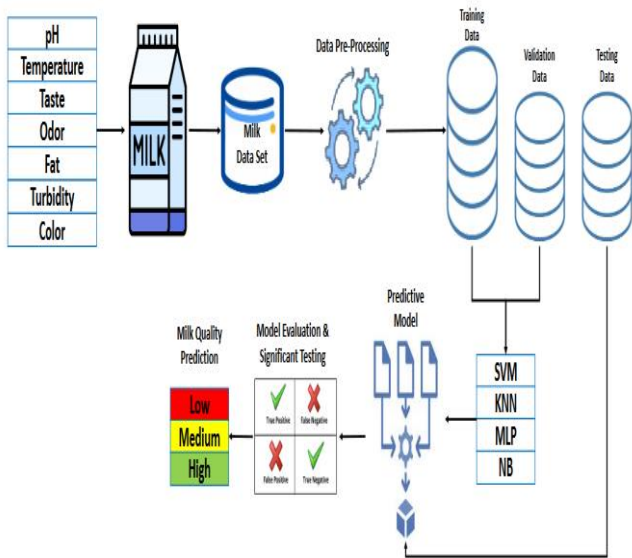 pH
Temperature
Taste
Odor
Fat
Turbidity
Color
MILK
Milk
Data Set
Data Pre-Processing
Training
Data
Validation
Data
Testing
Data
SVM
KNN
MLP
NB
Predictive
Model
Model Evaluation &
Significant Testing
True Positive
False Negative
False Positive
True Negative
Milk Quality
Prediction
Low
Medium
High